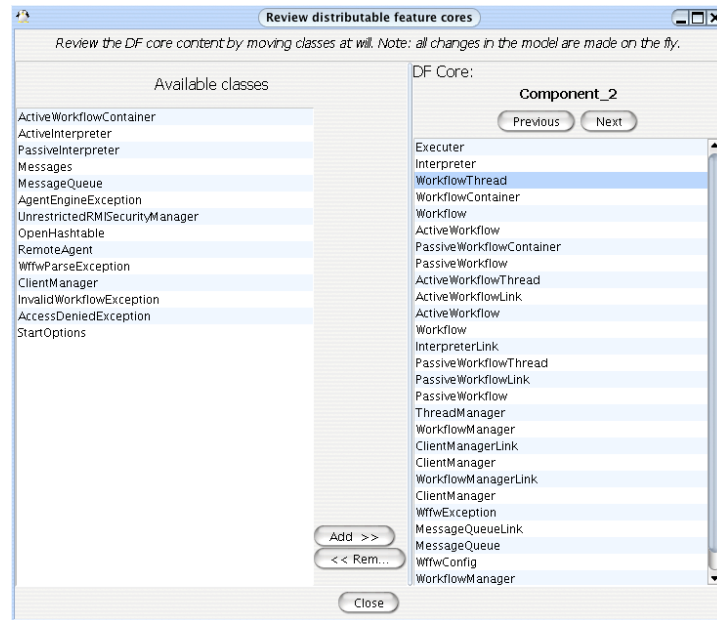 Review distributable feature cores
Review the DF core content by moving classes at will. Note: all changes in the model are made on the fly.
Available classes
ActiveWorkflowContainer
ActiveInterpreter
PassiveInterpreter
Messages
MessageQueue
AgentEngineException
UnrestrictedRMISecurityManager
OpenHashtable
RemoteAgent
WffwParseException
ClientManager
InvalidWorkflowException
AccessDeniedException
StartOptions
Add >>
<< Rem...
DF Core:
Component_2
Previous Next
Executer
Interpreter
WorkflowThread
WorkflowContainer
Workflow
ActiveWorkflow
PassiveWorkflowContainer
PassiveWorkflow
ActiveWorkflowThread
ActiveWorkflowLink
ActiveWorkflow
Workflow
InterpreterLink
PassiveWorkflowThread
PassiveWorkflowLink
PassiveWorkflow
ThreadManager
WorkflowManager
ClientManagerLink
ClientManager
WorkflowManagerLink
ClientManager
WffwException
MessageQueueLink
MessageQueue
WffwConfig
WorkflowManager
Close